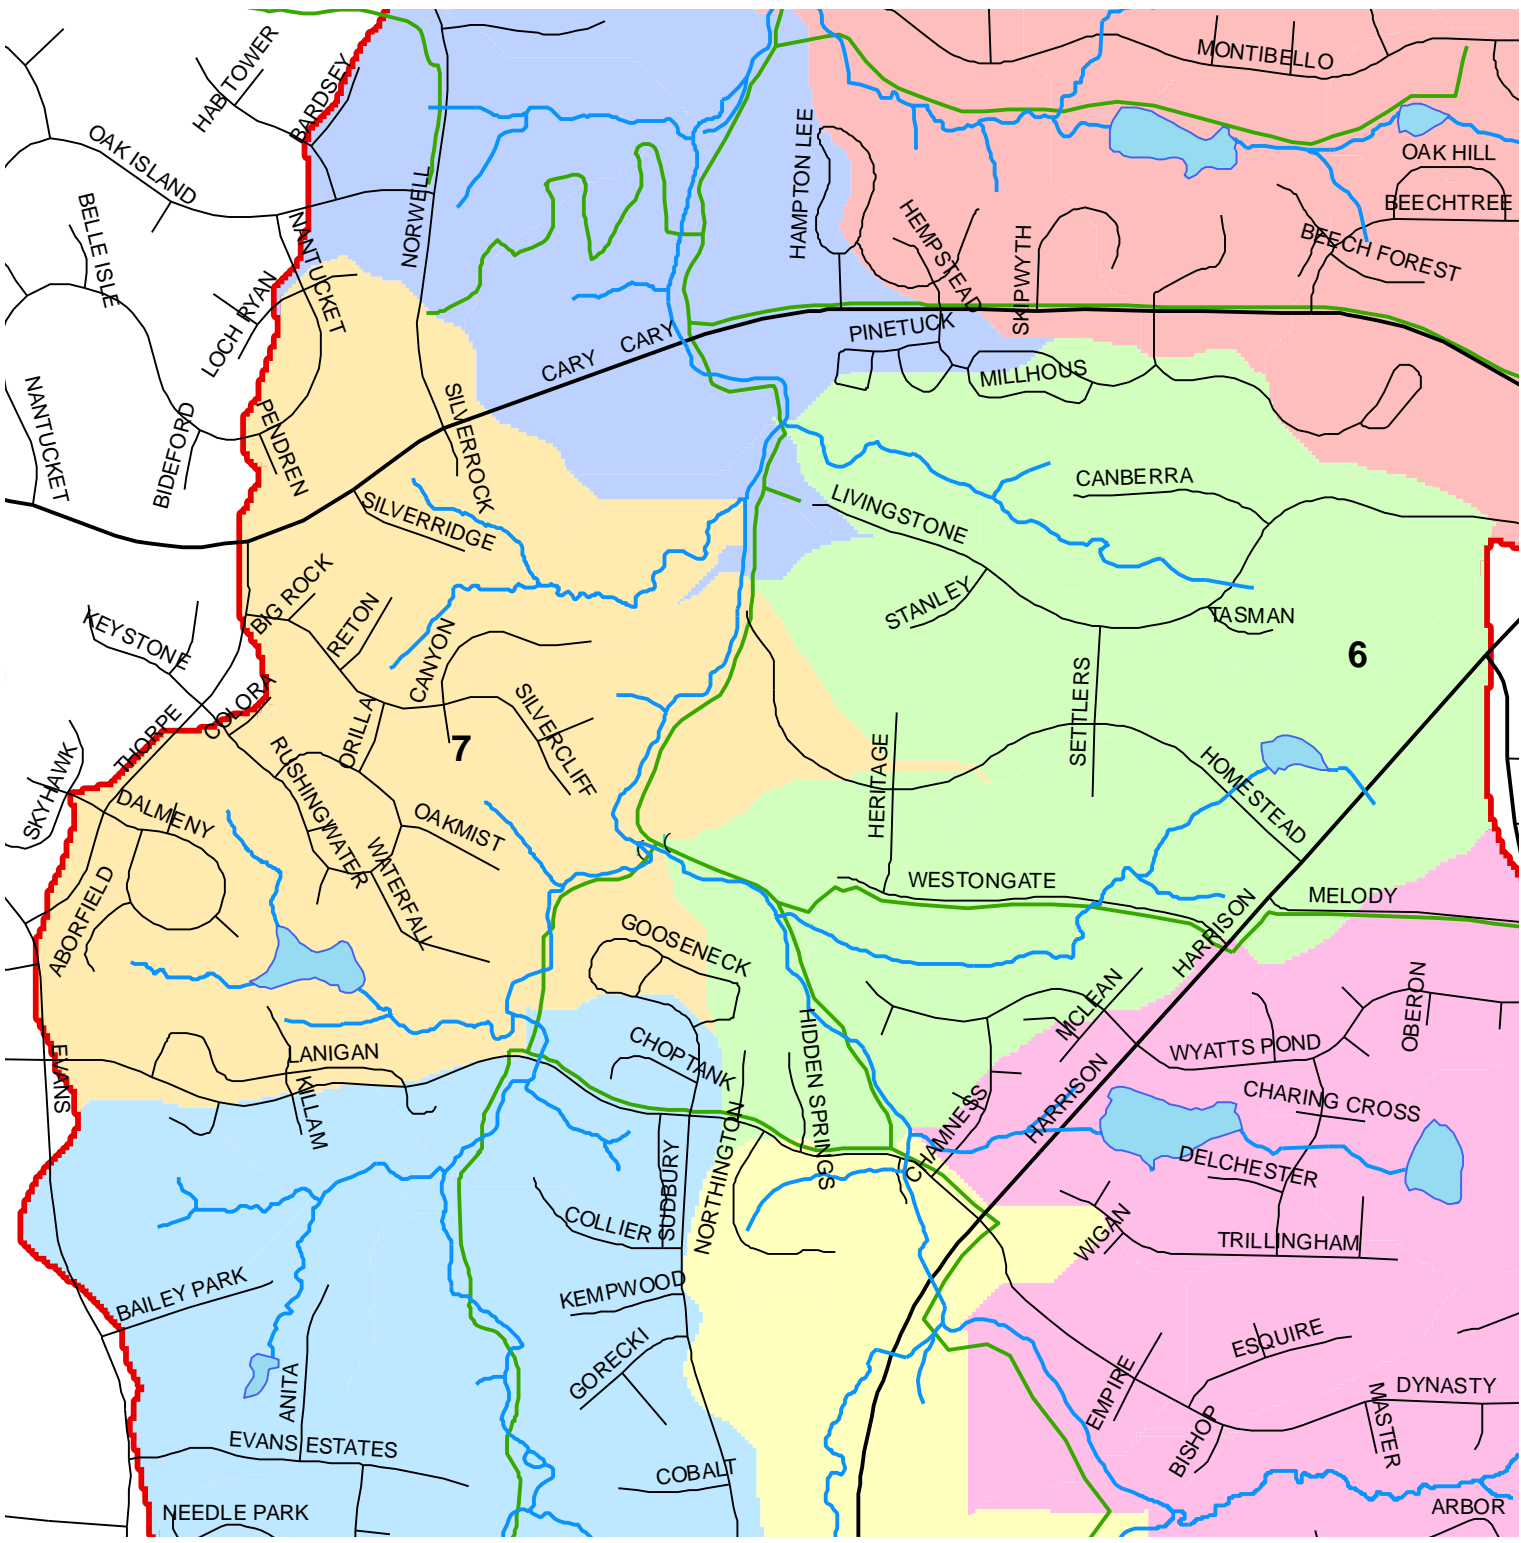 HAB TOWER
BARDSEY
MONTIBELLO
OAK ISLAND
HAMPTON LEE
OAK HILL
BELLE ISLE
NORWELL
BEECHTREE
NANTUCKET
HEMPSTEAD
SKIPWYTH
BEECH FOREST
LOCH RYAN
PINETUCK
CARY
CARY
MILLHOUS
NANTUCKET
BIDEFORD
PENDREN
SILVERROCK
CANBERRA
SILVERRIDGE
LIVINGSTONE
BIG ROCK
STANLEY
TASMAN
KEYSTONE
RETON
CANYON
6
SETTLERS
COLORA
THORPE
ORILLA
SILVERCLIFF
7
RUSHINGWATER
HERITAGE
HOMESTEAD
SKYHAWK
DALMENY
OAKMIST
WATERFALL
WESTONGATE
MELODY
ABORFIELD
GOOSENECK
HARRISON
MCLEAN
OBERON
HIDDEN SPRINGS
EVANS
LANIGAN
CHOPTANK
WYATTS POND
KILLAM
HARRISON
CHARING CROSS
CHAMNESS
NORTHINGTON
SUDBURY
DELCHESTER
COLLIER
WIGAN
TRILLINGHAM
BAILEY PARK
KEMPWOOD
GORECKI
ESQUIRE
ANITA
EMPIRE
DYNASTY
MASTER
BISHOP
EVANS ESTATES
COBALT
NEEDLE PARK
ARBOR